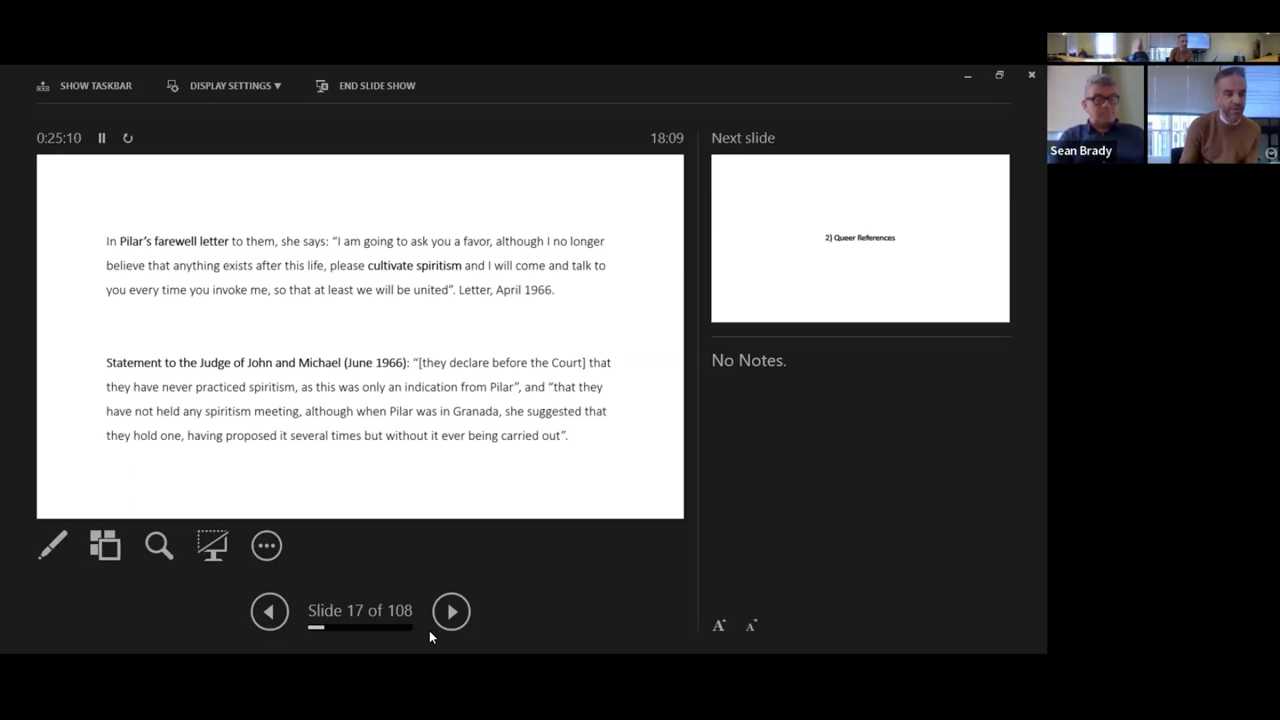 SHOW TASKBAR
DISPLAY SETTINGS ▼
END SLIDE SHOW
0:25:10
18:09
Next slide
In Pilar’s farewell letter to them, she says: “I am going to ask you a favor, although I no longer
believe that anything exists after this life, please cultivate spiritism and I will come and talk to
you every time you invoke me, so that at least we will be united”. Letter, April 1966.
Statement to the Judge of John and Michael (June 1966): “[they declare before the Court] that
they have never practiced spiritism, as this was only an indication from Pilar”, and “that they
have not held any spiritism meeting, although when Pilar was in Granada, she suggested that
they hold one, having proposed it several times but without it ever being carried out”.
2) Queer References
No Notes.
Slide 17 of 108
A
A
Sean Brady